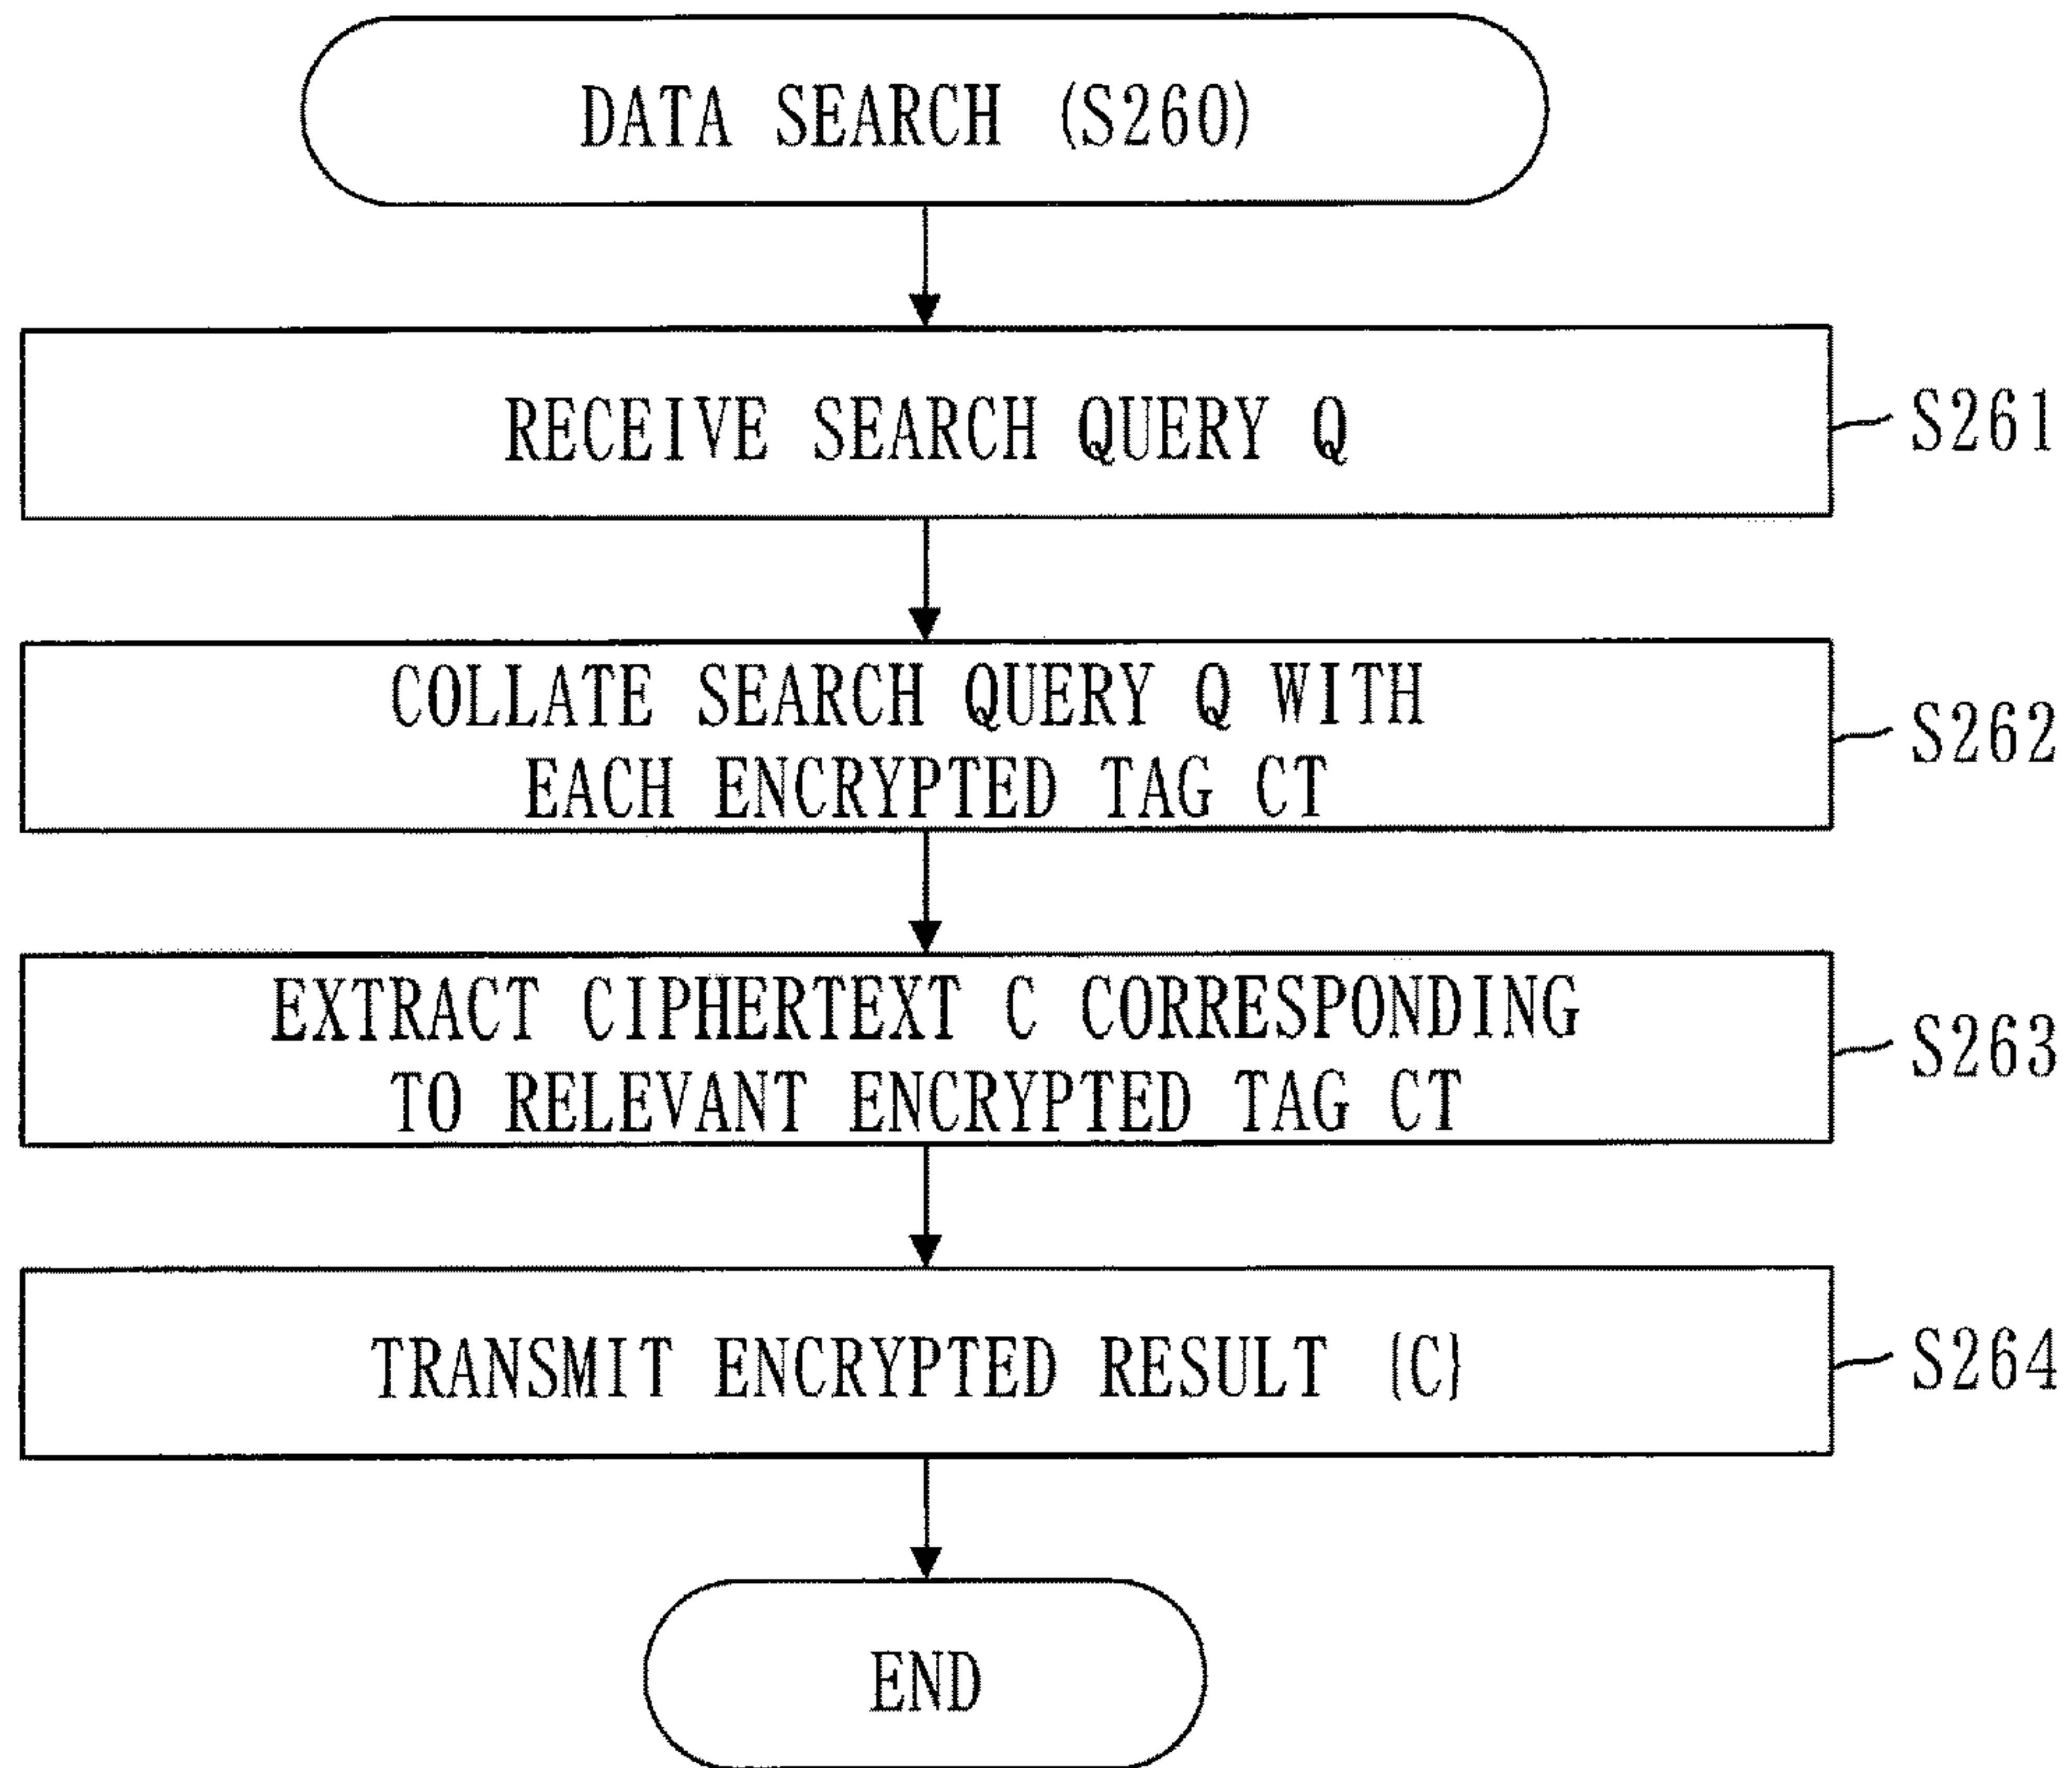 DATA SEARCH (S260)
RECEIVE SEARCH QUERY Q
S261
COLLATE SEARCH QUERY Q WITH
EACH ENCRYPTED TAG CT
S262
EXTRACT CIPHERTEXT C CORRESPONDING
TO RELEVANT ENCRYPTED TAG CT
S263
TRANSMIT ENCRYPTED RESULT {C}
S264
END